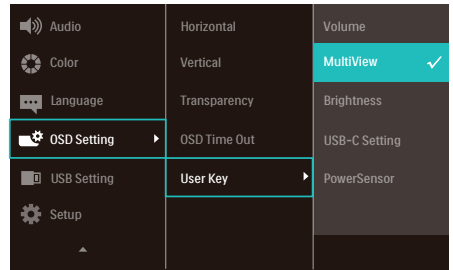 Audio
Color
Language
OSD Setting
USB Setting
Setup
Horizontal
Vertical
Transparency
OSD Time Out
User Key
Volume
MultiView
Brightness
USB-C Setting
PowerSensor